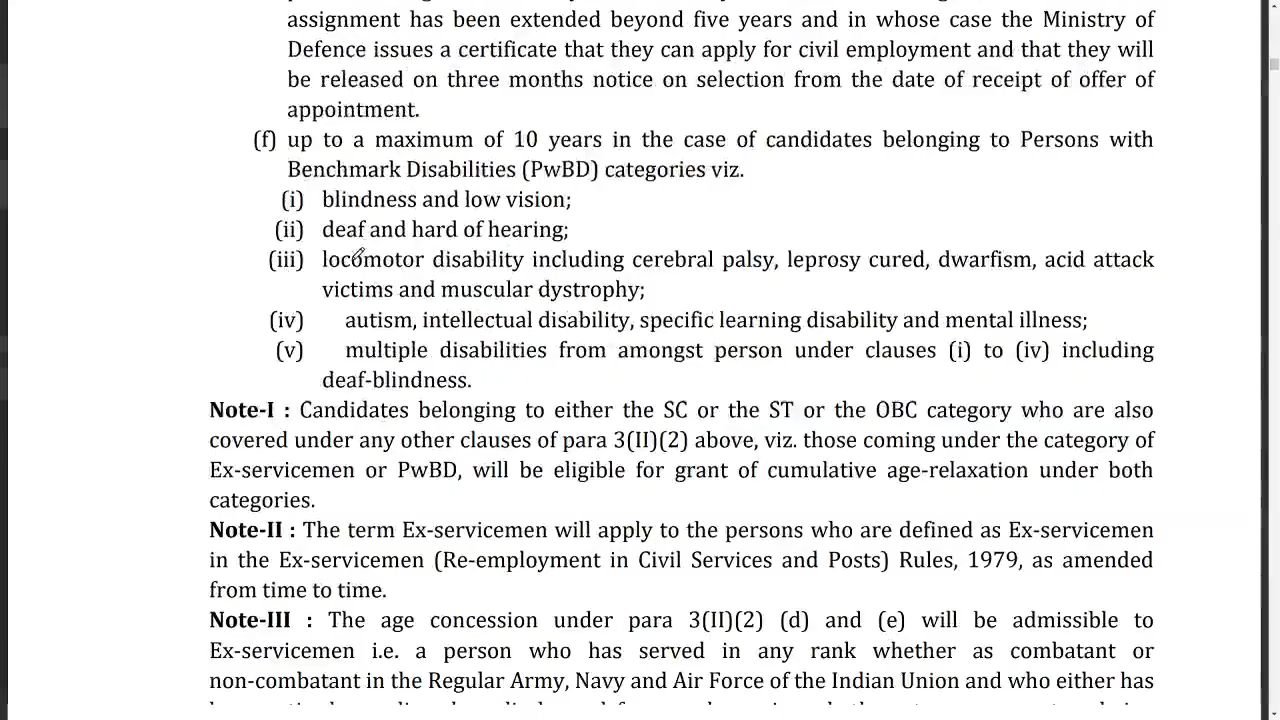 assignment has been extended beyond five years and in whose case the Ministry of
Defence issues a certificate that they can apply for civil employment and that they will
be released on three months notice on selection from the date of receipt of offer of
appointment.
(f) up to a maximum of 10 years in the case of candidates belonging to Persons with
Benchmark Disabilities (PwBD) categories viz.
(i) blindness and low vision;
(ii) deaf and hard of hearing;
(iii) locomotor disability including cerebral palsy, leprosy cured, dwarfism, acid attack
victims and muscular dystrophy;
(iv) autism, intellectual disability, specific learning disability and mental illness;
(v) multiple disabilities from amongst person under clauses (i) to (iv) including
deaf-blindness.
Note-I : Candidates belonging to either the SC or the ST or the OBC category who are also
covered under any other clauses of para 3(II)(2) above, viz. those coming under the category of
Ex-servicemen or PwBD, will be eligible for grant of cumulative age-relaxation under both
categories.
Note-II : The term Ex-servicemen will apply to the persons who are defined as Ex-servicemen
in the Ex-servicemen (Re-employment in Civil Services and Posts) Rules, 1979, as amended
from time to time.
Note-III : The age concession under para 3(II)(2) (d) and (e) will be admissible to
Ex-servicemen i.e. a person who has served in any rank whether as combatant or
non-combatant in the Regular Army, Navy and Air Force of the Indian Union and who either has